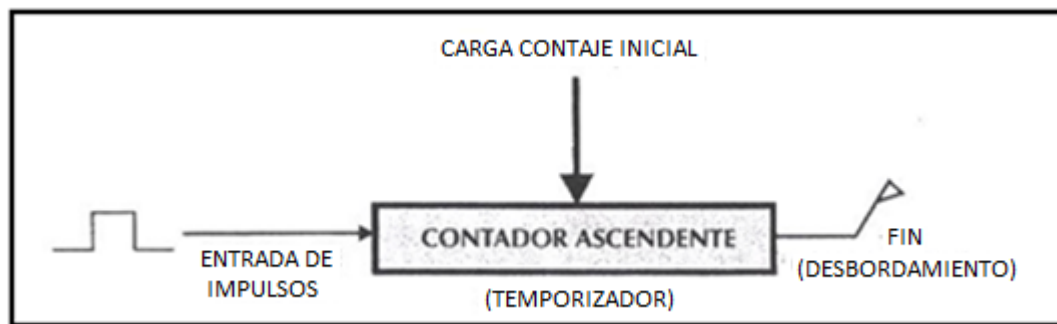 CARGA CONTAJE INICIAL
CONTADOR ASCENDENTE
ENTRADA DE
IMPULSOS
(TEMPORIZADOR)
FIN
(DESBORDAMIENTO)